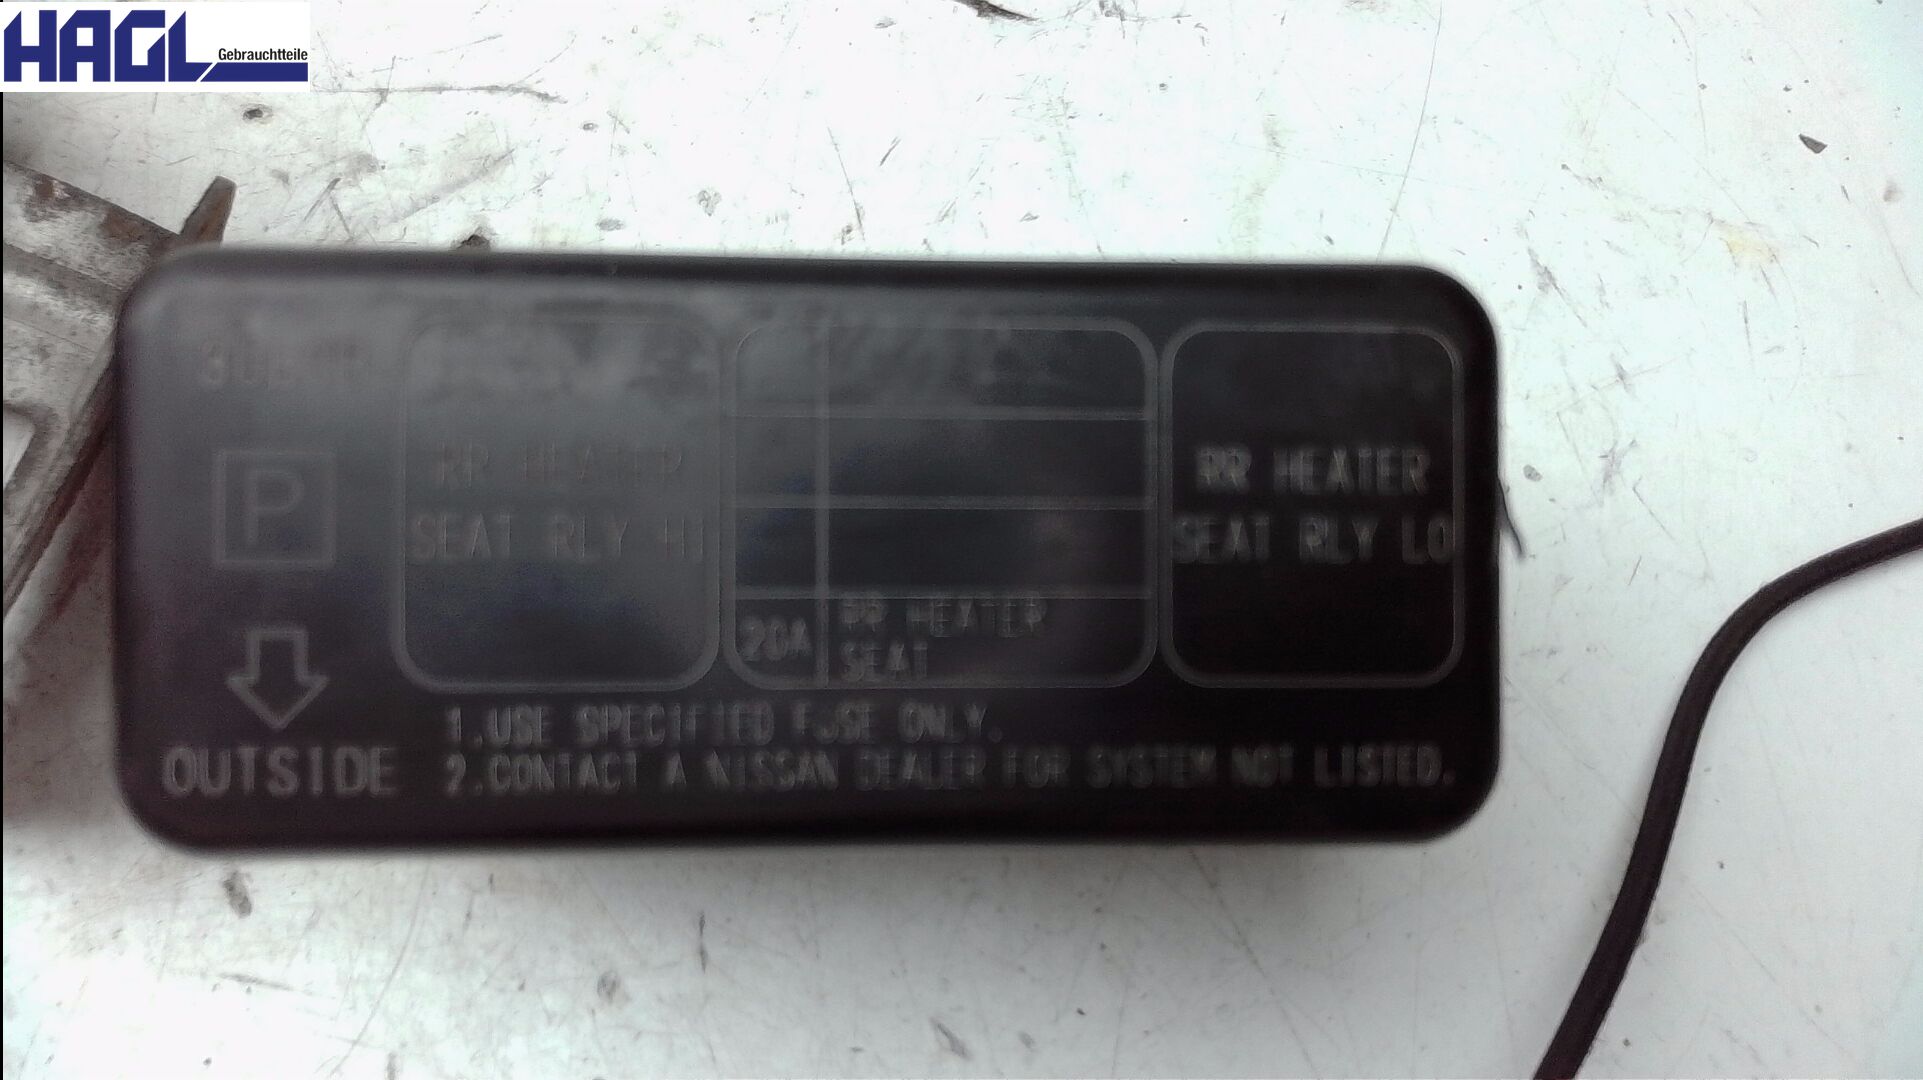 HAGL
Gebrauchtteile
P
OUTSIDE
RR HEATER
SEAT RLY HI
20A
RR HEATER
SEAT
RR HEATER
SEAT RLY LO
1.USE SPECIFIED FUSE ONLY.
2.CONTACT A NISSAN DEALER FOR SYSTEM NOT LISTED.